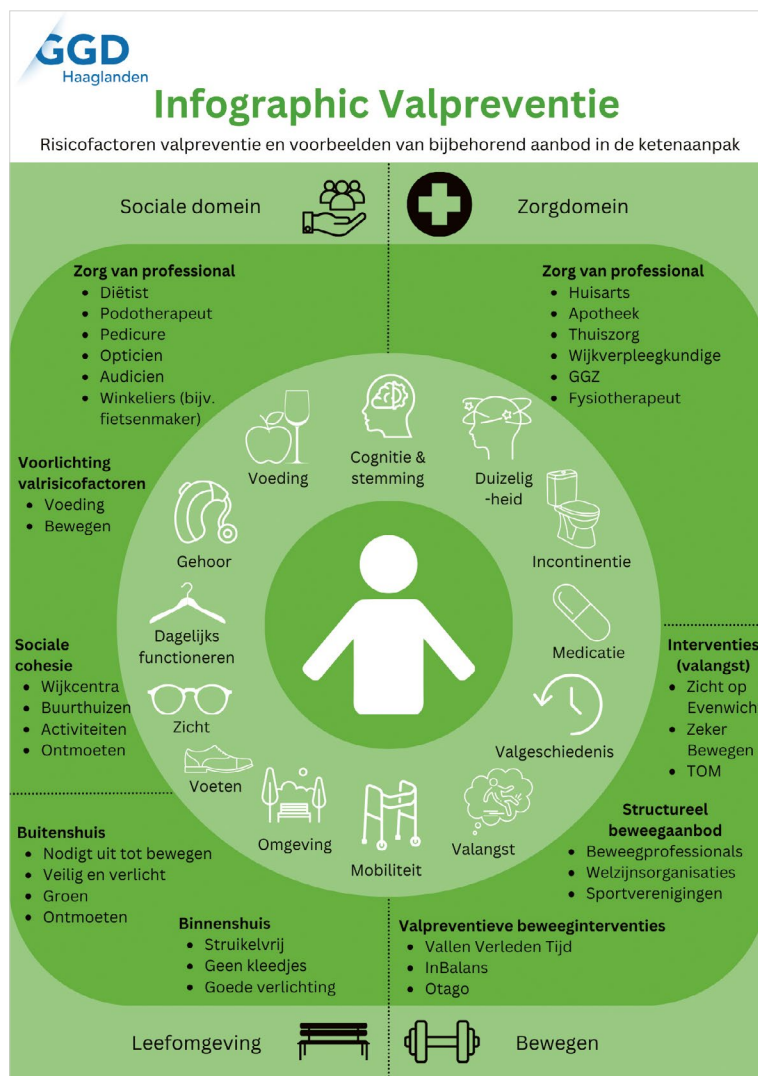 GGD
Haaglanden
Infographic Valpreventie
Risicofactoren valpreventie en voorbeelden van bijbehorend aanbod in de ketenaanpak
Sociale domein
Zorgdomein
Zorg van professional
• Diëtist
• Podotherapeut
• Pedicure
• Opticien
• Audicien
• Winkeliers (bijv.
fietsenmaker)
Zorg van professional
• Huisarts
• Apotheek
• Thuiszorg
• Wijkverpleegkundige
• GGZ
• Fysiotherapeut
Voorlichting
valrisicofactoren
• Voeding
• Bewegen
Sociale
cohesie
• Wijkcentra
• Buurthuizen
• Activiteiten
• Ontmoeten
Voeding
Cognitie &
stemming
Duizelig
-heid
Gehoor
Incontinentie
Dagelijks
functioneren
Medicatie
Zicht
Valgeschiedenis
Voeten
Omgeving
Mobiliteit
Valangst
Interventies
(valangst)
• Zicht op
Evenwich
• Zeker
Bewegen
• TOM
Structureel
beweegaanbod
• Beweegprofessionals
• Welzijnsorganisaties
• Sportverenigingen
Buitenshuis
• Nodigt uit tot bewegen
• Veilig en verlicht
• Groen
• Ontmoeten
Binnenshuis
• Struikelvrij
• Geen kleedjes
• Goede verlichting
Valpreventieve beweeginterventies
• Vallen Verleden Tijd
• InBalans
• Otago
Leefomgeving
Bewegen